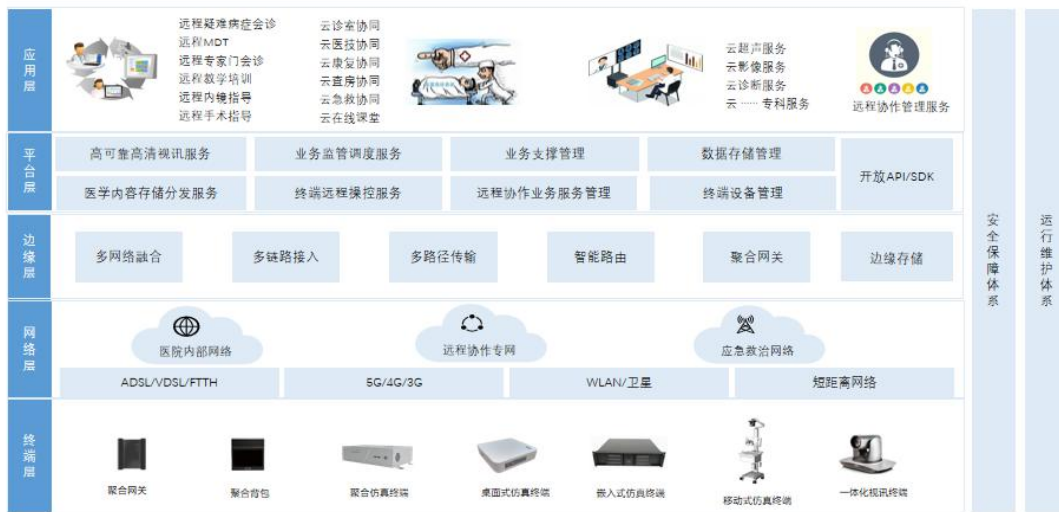 应用层
远程疑难病症会诊
远程MDT
远程专家门会诊
远程教学培训
远程内镜指导
远程手术指导
云诊室协同
云医技协同
云康复协同
云查房协同
云急救协同
云在线课堂
云超声服务
云影像服务
云诊断服务
云 ······ 专科服务
远程协作管理服务
平台层
高可靠高清视讯服务
业务监管调度服务
业务支撑管理
数据存储管理
医学内容存储分发服务
终端远程操控服务
远程协作业务服务管理
终端设备管理
开放API/SDK
边缘层
多网络融合
多链路接入
多路径传输
智能路由
聚合网关
边缘存储
网络层
医院内部网络
远程协作专网
应急救治网络
ADSL/VDSL/FTTH
5G/4G/3G
WLAN/卫星
短距离网络
终端层
聚合网关
聚合背包
聚合仿真终端
桌面式仿真终端
嵌入式仿真终端
移动式仿真终端
一体化视讯终端
安全保障体系
运行维护体系